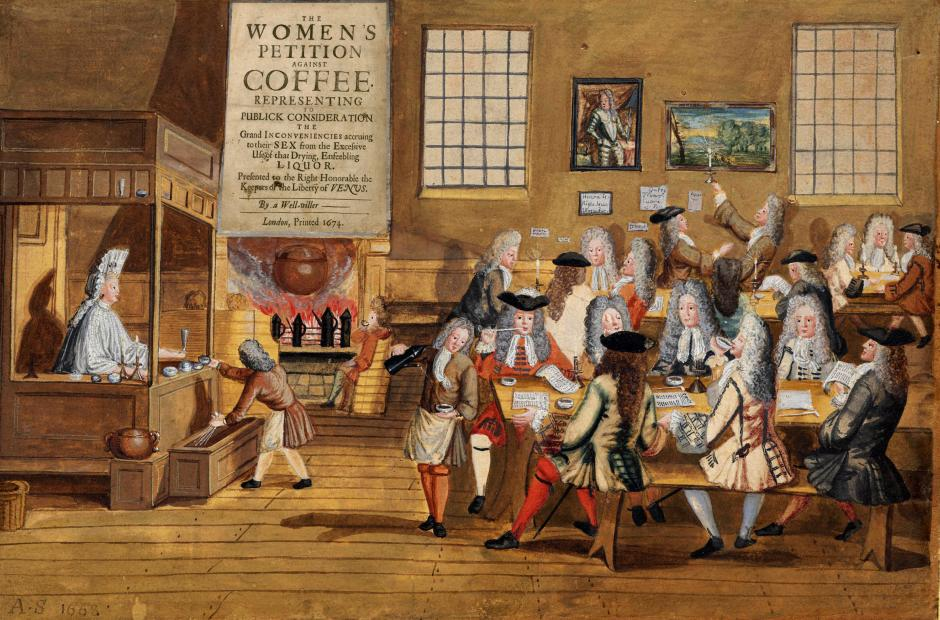 THE
WOMEN'S
PETITION
AGAINST
COFFEE.
REPRESENTING
TO
PUBLICK CONSIDERATION
THE
Grand INCONVENIENCIES accruing
to their SEX from the Excessive
Use of that Drying, Enfeebling
LIQUOR.
Presented to the Right Honorable the
Keepers of the Liberty of VENUS.
By a Well-willer
London, Printed 1674.
A·S 1668.